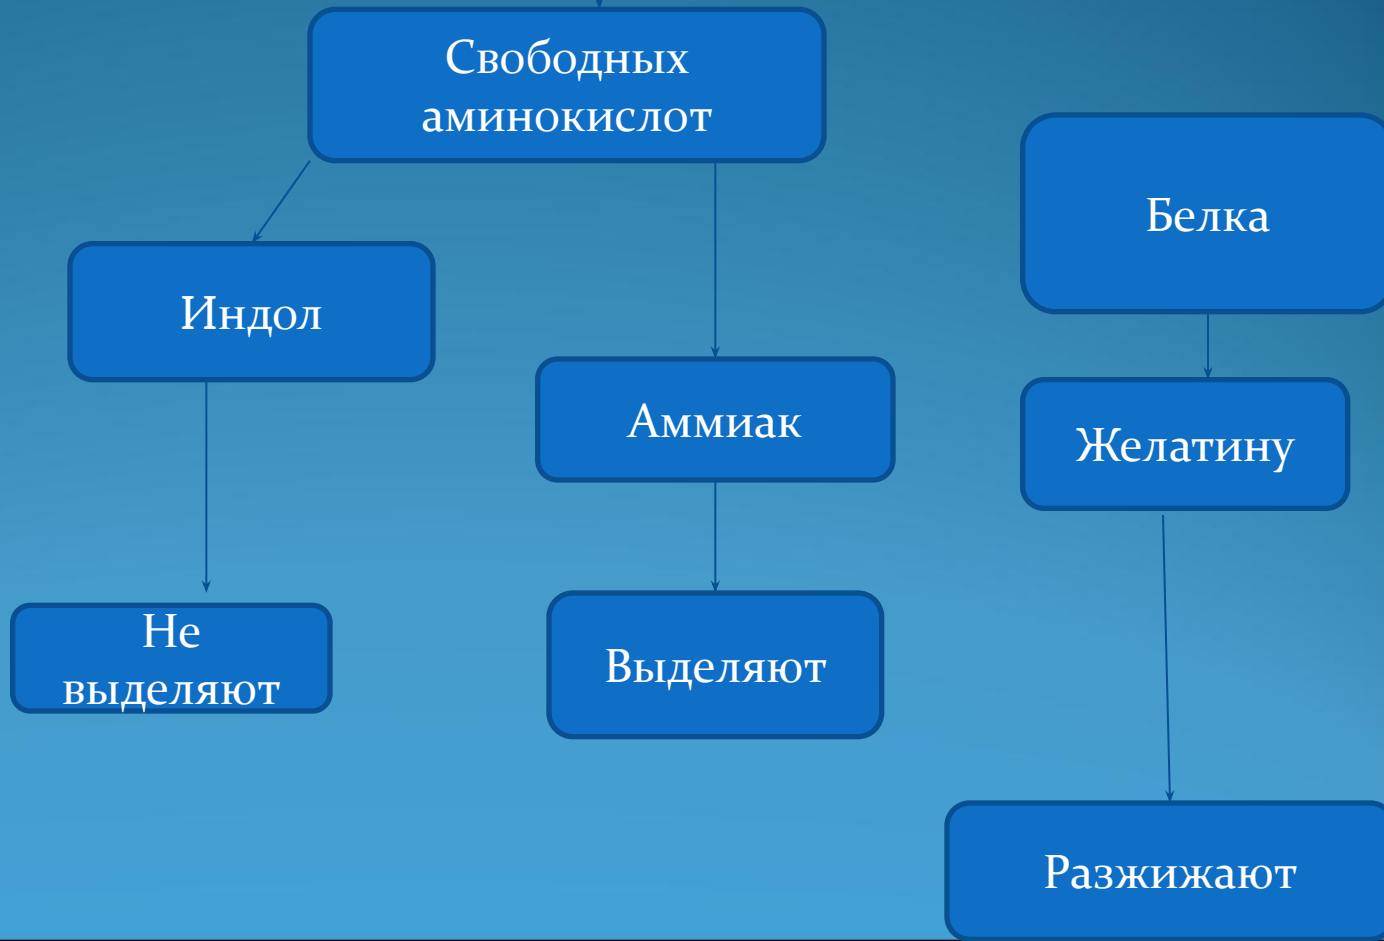 Свободных
аминокислот
Белка
Индол
Аммиак
Желатину
Не
выделяют
Выделяют
Разжижают